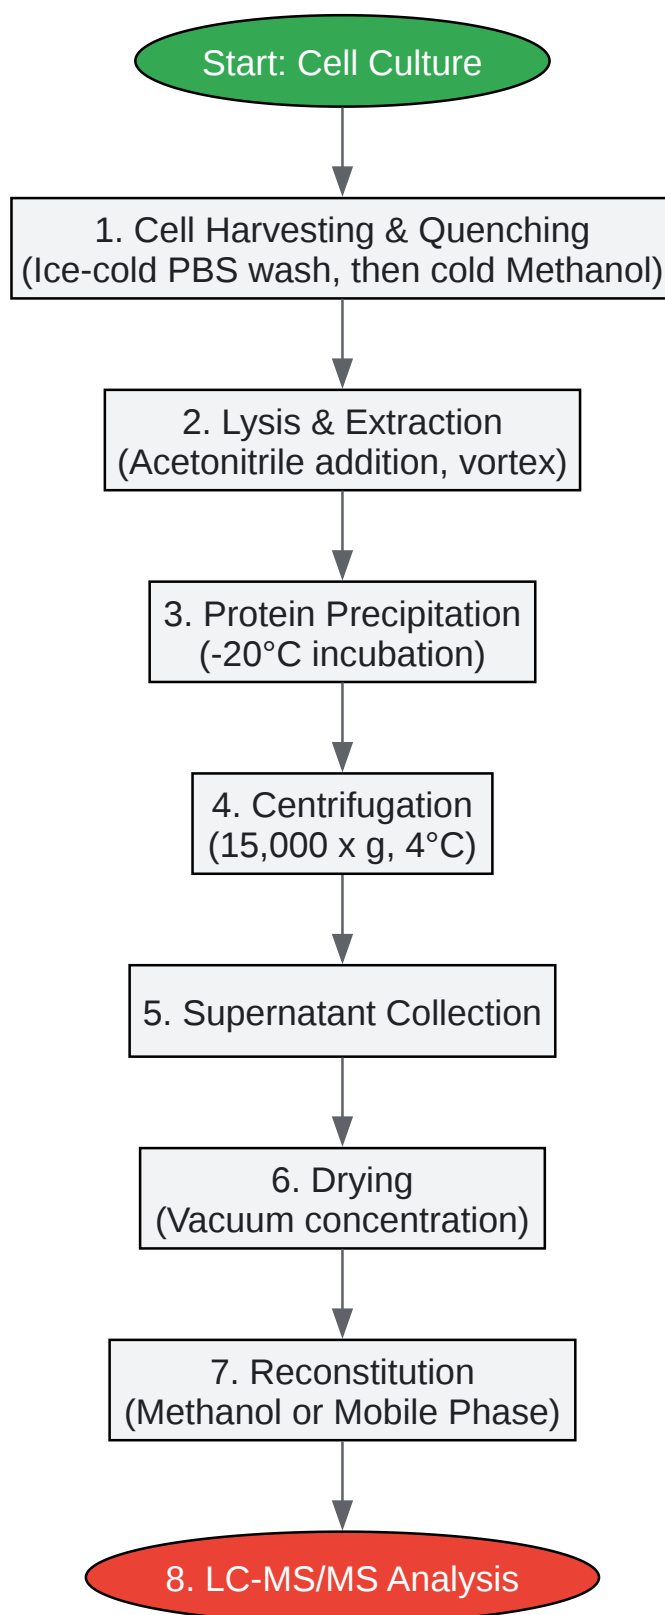 Start: Cell Culture
1. Cell Harvesting & Quenching
(Ice-cold PBS wash, then cold Methanol)
2. Lysis & Extraction
(Acetonitrile addition, vortex)
3. Protein Precipitation
(-20°C incubation)
4. Centrifugation
(15,000 x g, 4°C)
5. Supernatant Collection
6. Drying
(Vacuum concentration)
7. Reconstitution
(Methanol or Mobile Phase)
8. LC-MS/MS Analysis